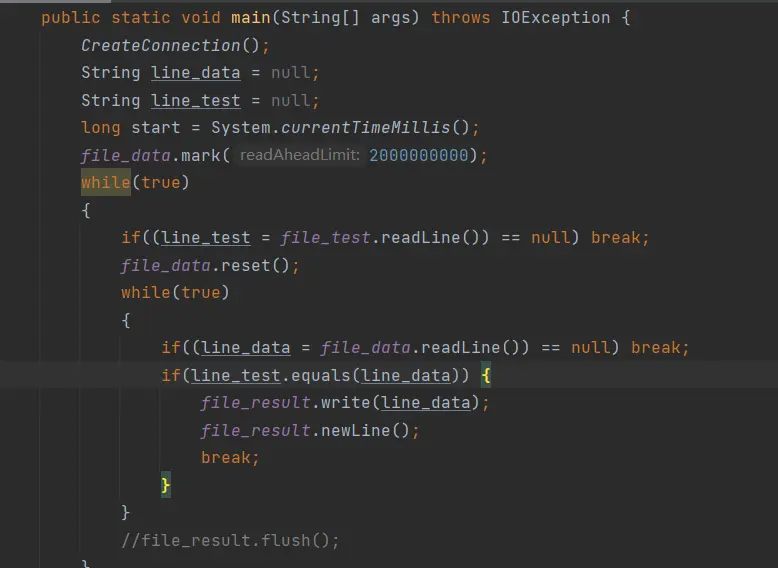 public static void main(String[] args) throws IOException {
CreateConnection();
String line_data = null;
String line_test = null;
long start = System.currentTimeMillis();
file_data.mark( readAheadLimit: 2000000000);
while(true)
{
if((line_test = file_test.readLine()) == null) break;
file_data.reset();
while(true)
{
if((line_data = file_data.readLine()) == null) break;
if(line_test.equals(line_data)) {
file_result.write(line_data);
file_result.newLine();
break;
}
}
//file_result.flush();
}